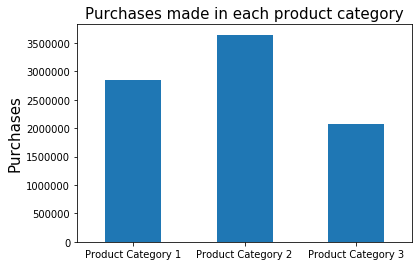 Purchases made in each product category
Purchases
3500000
3000000
2500000
2000000
1500000
1000000
500000
0
Product Category 1
Product Category 2
Product Category 3